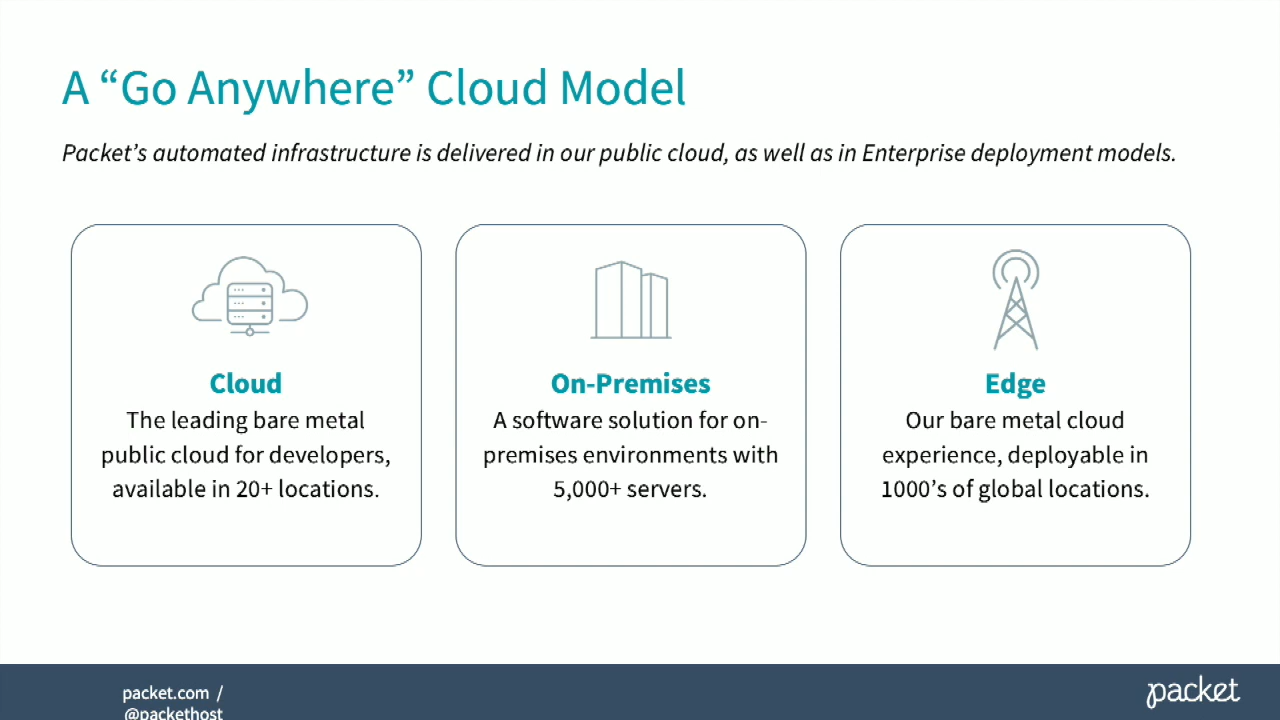 A “Go Anywhere” Cloud Model
Packet’s automated infrastructure is delivered in our public cloud, as well as in Enterprise deployment models.
Cloud
The leading bare metal
public cloud for developers,
available in 20+ locations.
On-Premises
A software solution for on-
premises environments with
5,000+ servers.
Edge
Our bare metal cloud
experience, deployable in
1000’s of global locations.
packet.com /
@packethost
packet